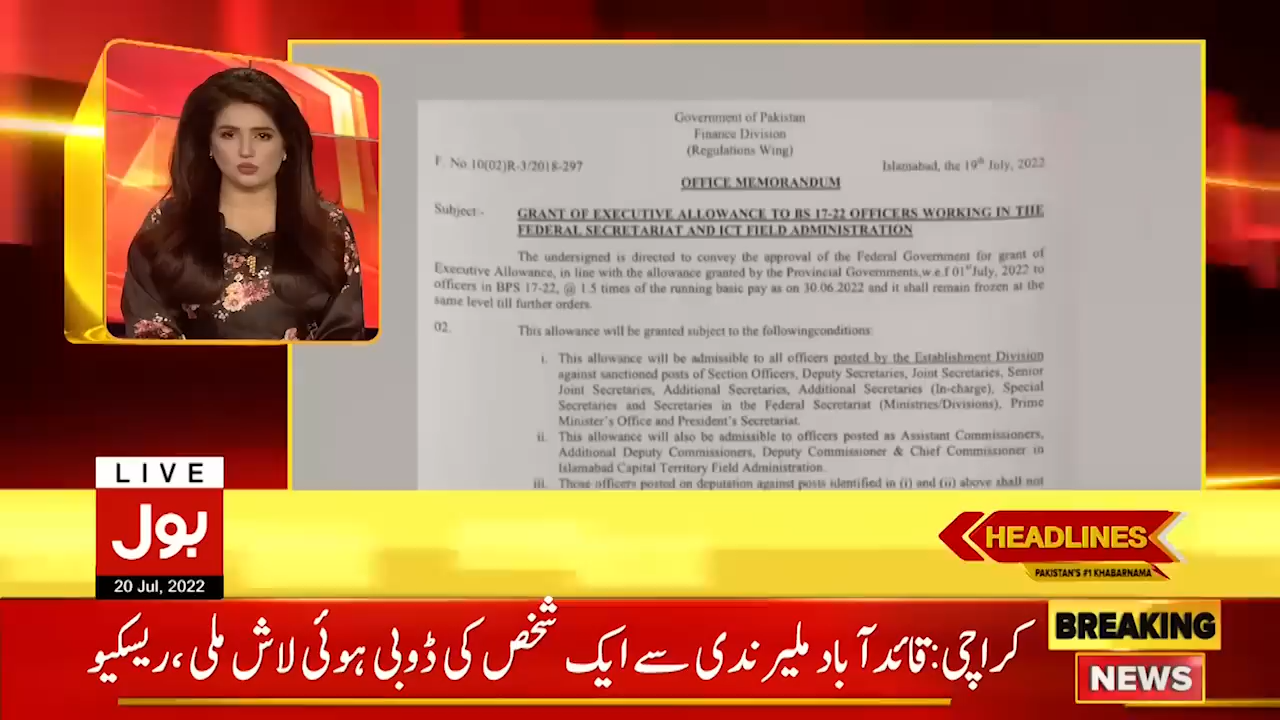 Government of Pakistan
Finance Division
(Regulations Wing)
F. No.10(02)R-3/2018-297
Islamabad, the 19th July, 2022
OFFICE MEMORANDUM
Subject:- GRANT OF EXECUTIVE ALLOWANCE TO BS 17-22 OFFICERS WORKING IN THE
FEDERAL SECRETARIAT AND ICT FIELD ADMINISTRATION
The undersigned is directed to convey the approval of the Federal Government for grant of
Executive Allowance, in line with the allowance granted by the Provincial Governments,w.e.f 01st July, 2022 to
officers in BPS 17-22, @ 1.5 times of the running basic pay as on 30.06.2022 and it shall remain frozen at the
same level till further orders.
02. This allowance will be granted subject to the followingconditions:
i. This allowance will be admissible to all officers posted by the Establishment Division
against sanctioned posts of Section Officers, Deputy Secretaries, Joint Secretaries, Senior
Joint Secretaries, Additional Secretaries, Additional Secretaries (In-charge), Special
Secretaries and Secretaries in the Federal Secretariat (Ministries/Divisions), Prime
Minister's Office and President's Secretariat.
ii. This allowance will also be admissible to officers posted as Assistant Commissioners,
Additional Deputy Commissioners, Deputy Commissioner & Chief Commissioner in
Islamabad Capital Territory Field Administration.
iii. Those officers posted on deputation against posts identified in (i) and (ii) above shall not
LIVE
بول
20 Jul, 2022
HEADLINES
PAKISTAN'S #1 KHABARNAMA
BREAKING
NEWS
کراچی: قائد آباد ملیر ندی سے ایک شخص کی ڈوبی ہوئی لاش ملی، ریسکیو